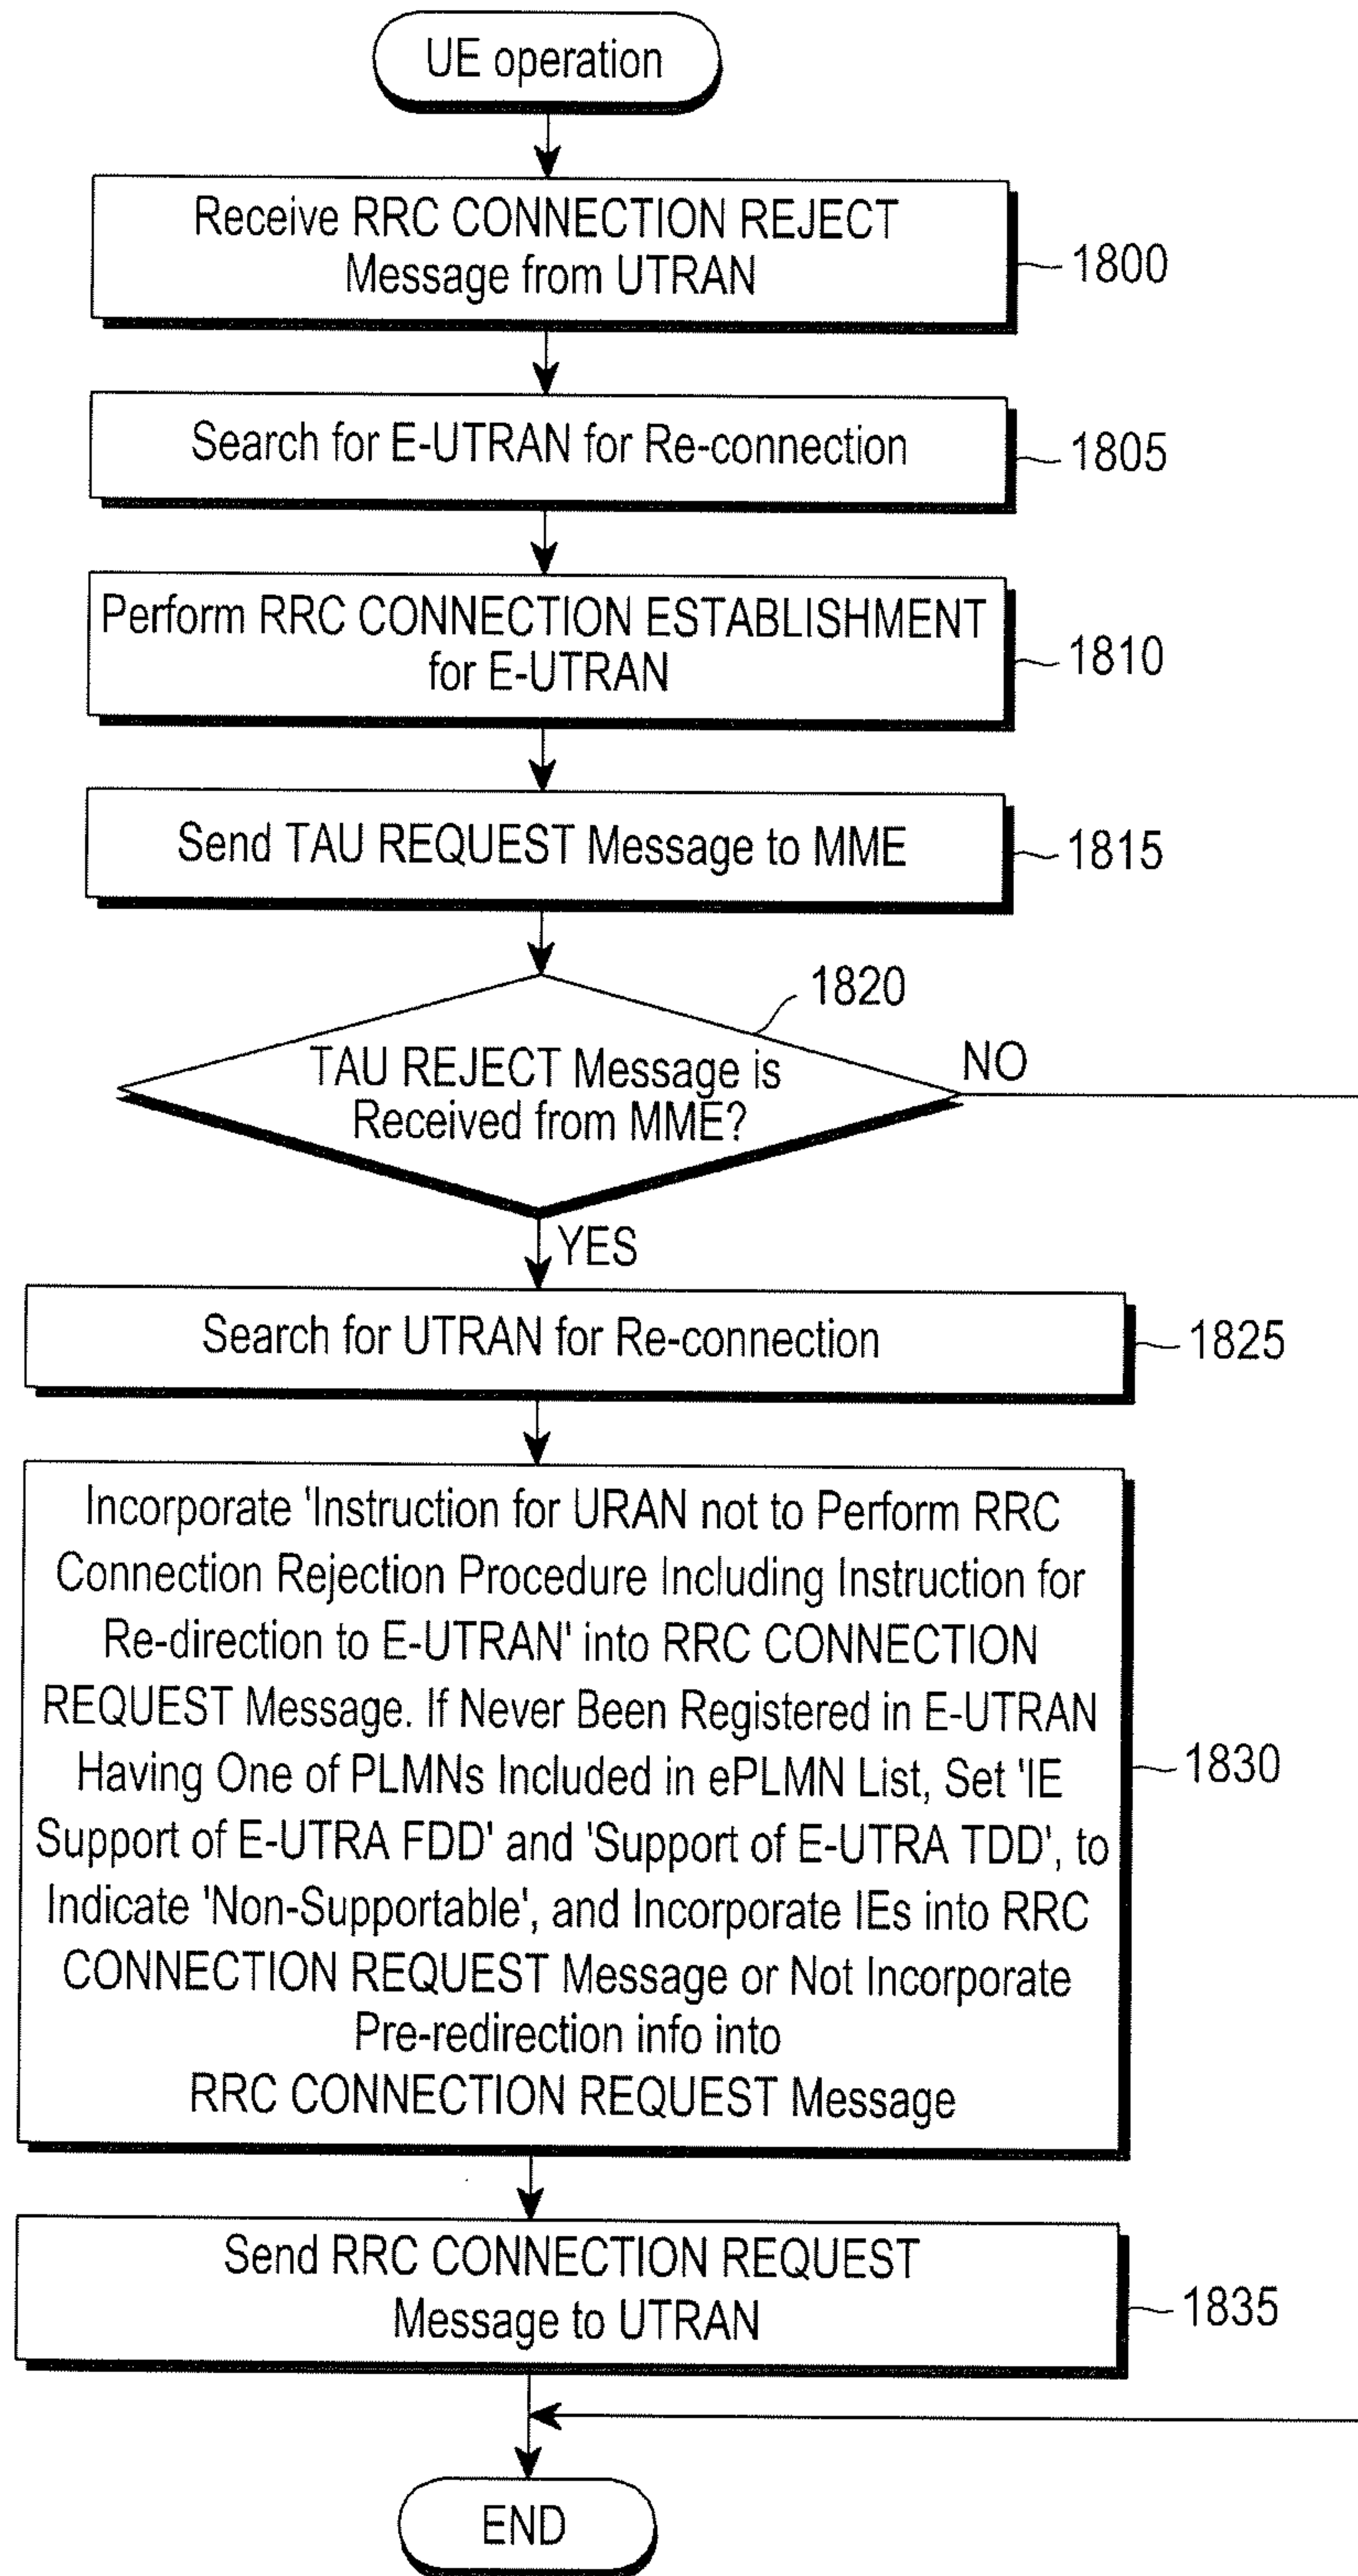 UE operation
Receive RRC CONNECTION REJECT
Message from UTRAN
1800
Search for E-UTRAN for Re-connection
1805
Perform RRC CONNECTION ESTABLISHMENT
for E-UTRAN
1810
Send TAU REQUEST Message to MME
1815
1820
TAU REJECT Message is
Received from MME?
NO
YES
Search for UTRAN for Re-connection
1825
Incorporate 'Instruction for URAN not to Perform RRC
Connection Rejection Procedure Including Instruction for
Re-direction to E-UTRAN' into RRC CONNECTION
REQUEST Message. If Never Been Registered in E-UTRAN
Having One of PLMNs Included in ePLMN List, Set 'IE
Support of E-UTRA FDD' and 'Support of E-UTRA TDD', to
Indicate 'Non-Supportable', and Incorporate IEs into RRC
CONNECTION REQUEST Message or Not Incorporate
Pre-redirection info into
RRC CONNECTION REQUEST Message
1830
Send RRC CONNECTION REQUEST
Message to UTRAN
1835
END